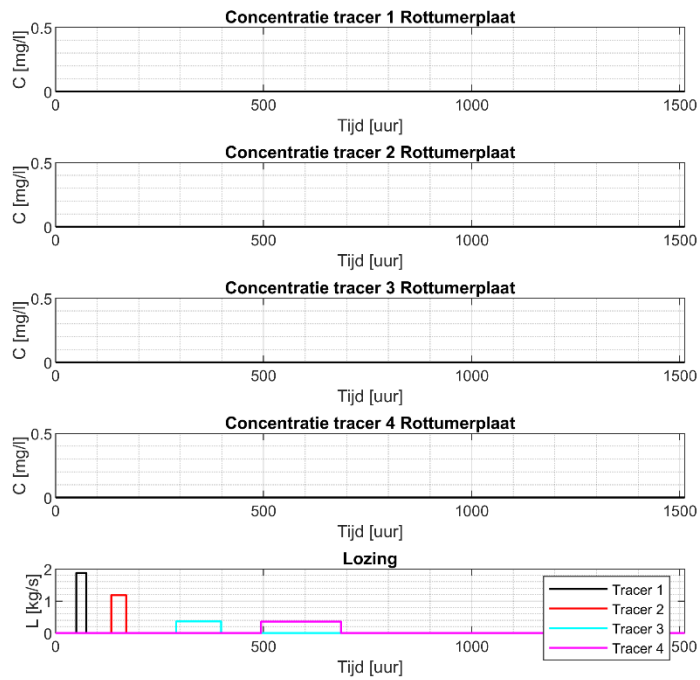 Concentratie tracer 1 Rottumerplaat
0.5
C [mg/l]
0
0 500 1000 1500
Tijd [uur]
Concentratie tracer 2 Rottumerplaat
0.5
C [mg/l]
0
0 500 1000 1500
Tijd [uur]
Concentratie tracer 3 Rottumerplaat
0.5
C [mg/l]
0
0 500 1000 1500
Tijd [uur]
Concentratie tracer 4 Rottumerplaat
0.5
C [mg/l]
0
0 500 1000 1500
Tijd [uur]
Lozing
2
L [kg/s]
1
0
0 500 1000 1500
Tijd [uur]
Tracer 1
Tracer 2
Tracer 3
Tracer 4